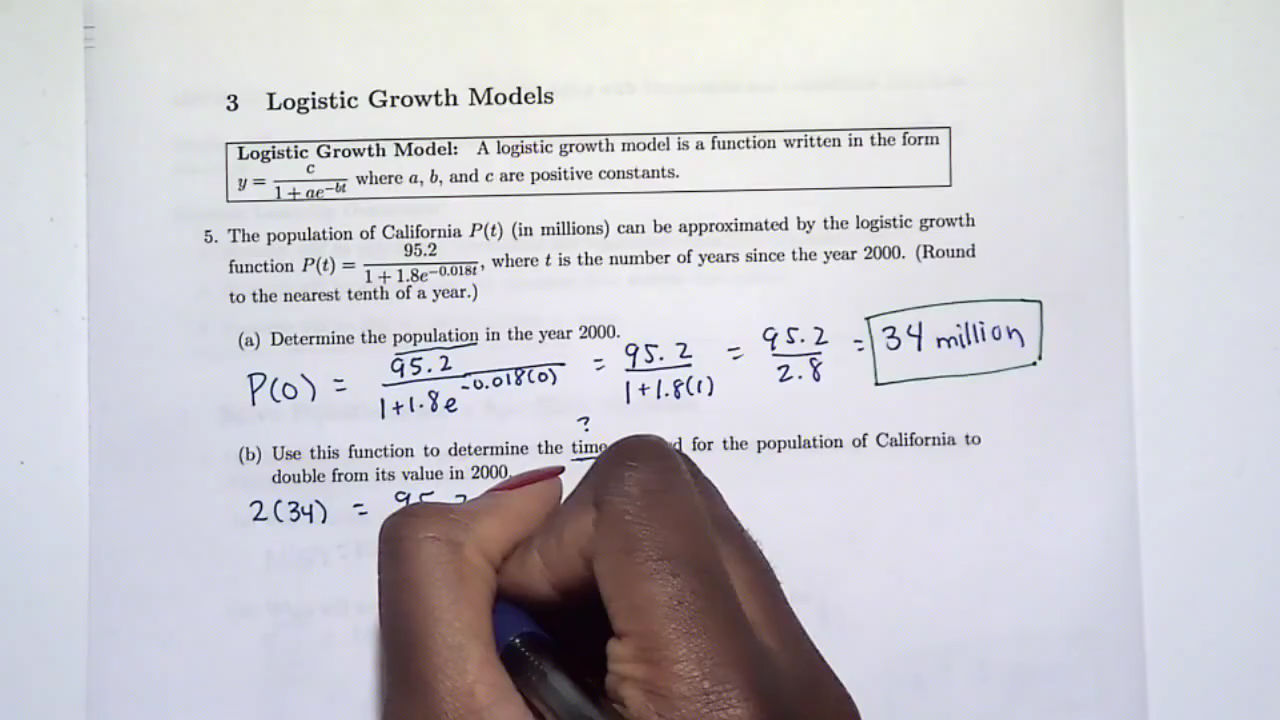 3 Logistic Growth Models
Logistic Growth Model: A logistic growth model is a function written in the form
y = c / (1 + ae^{-bt}) where a, b, and c are positive constants.
5. The population of California P(t) (in millions) can be approximated by the logistic growth
function P(t) = 95.2 / (1 + 1.8e^{-0.018t}), where t is the number of years since the year 2000. (Round
to the nearest tenth of a year.)
(a) Determine the population in the year 2000.
P(0) = 95.2 / (1+1.8e^{-0.018(0)}) = 95.2 / (1+1.8(1)) = 95.2 / 2.8 = 34 million
?
(b) Use this function to determine the time for the population of California to
double from its value in 2000.
2(34) = 95.2